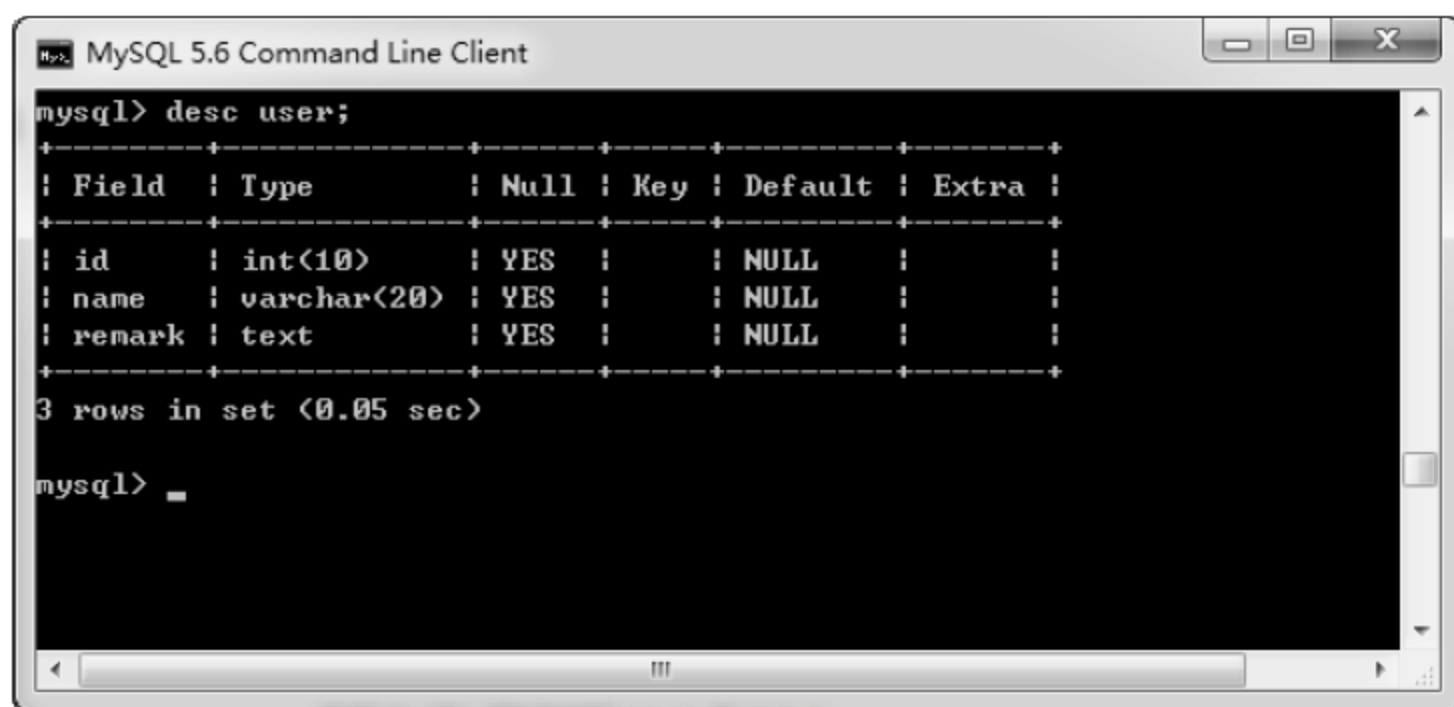 MySQL 5.6 Command Line Client
mysql> desc user;
+--------+-------------+------+-----+---------+-------+
| Field  | Type        | Null | Key | Default | Extra |
+--------+-------------+------+-----+---------+-------+
| id     | int(10)     | YES  |     | NULL    |       |
| name   | varchar(20) | YES  |     | NULL    |       |
| remark | text        | YES  |     | NULL    |       |
+--------+-------------+------+-----+---------+-------+
3 rows in set (0.05 sec)
mysql> _